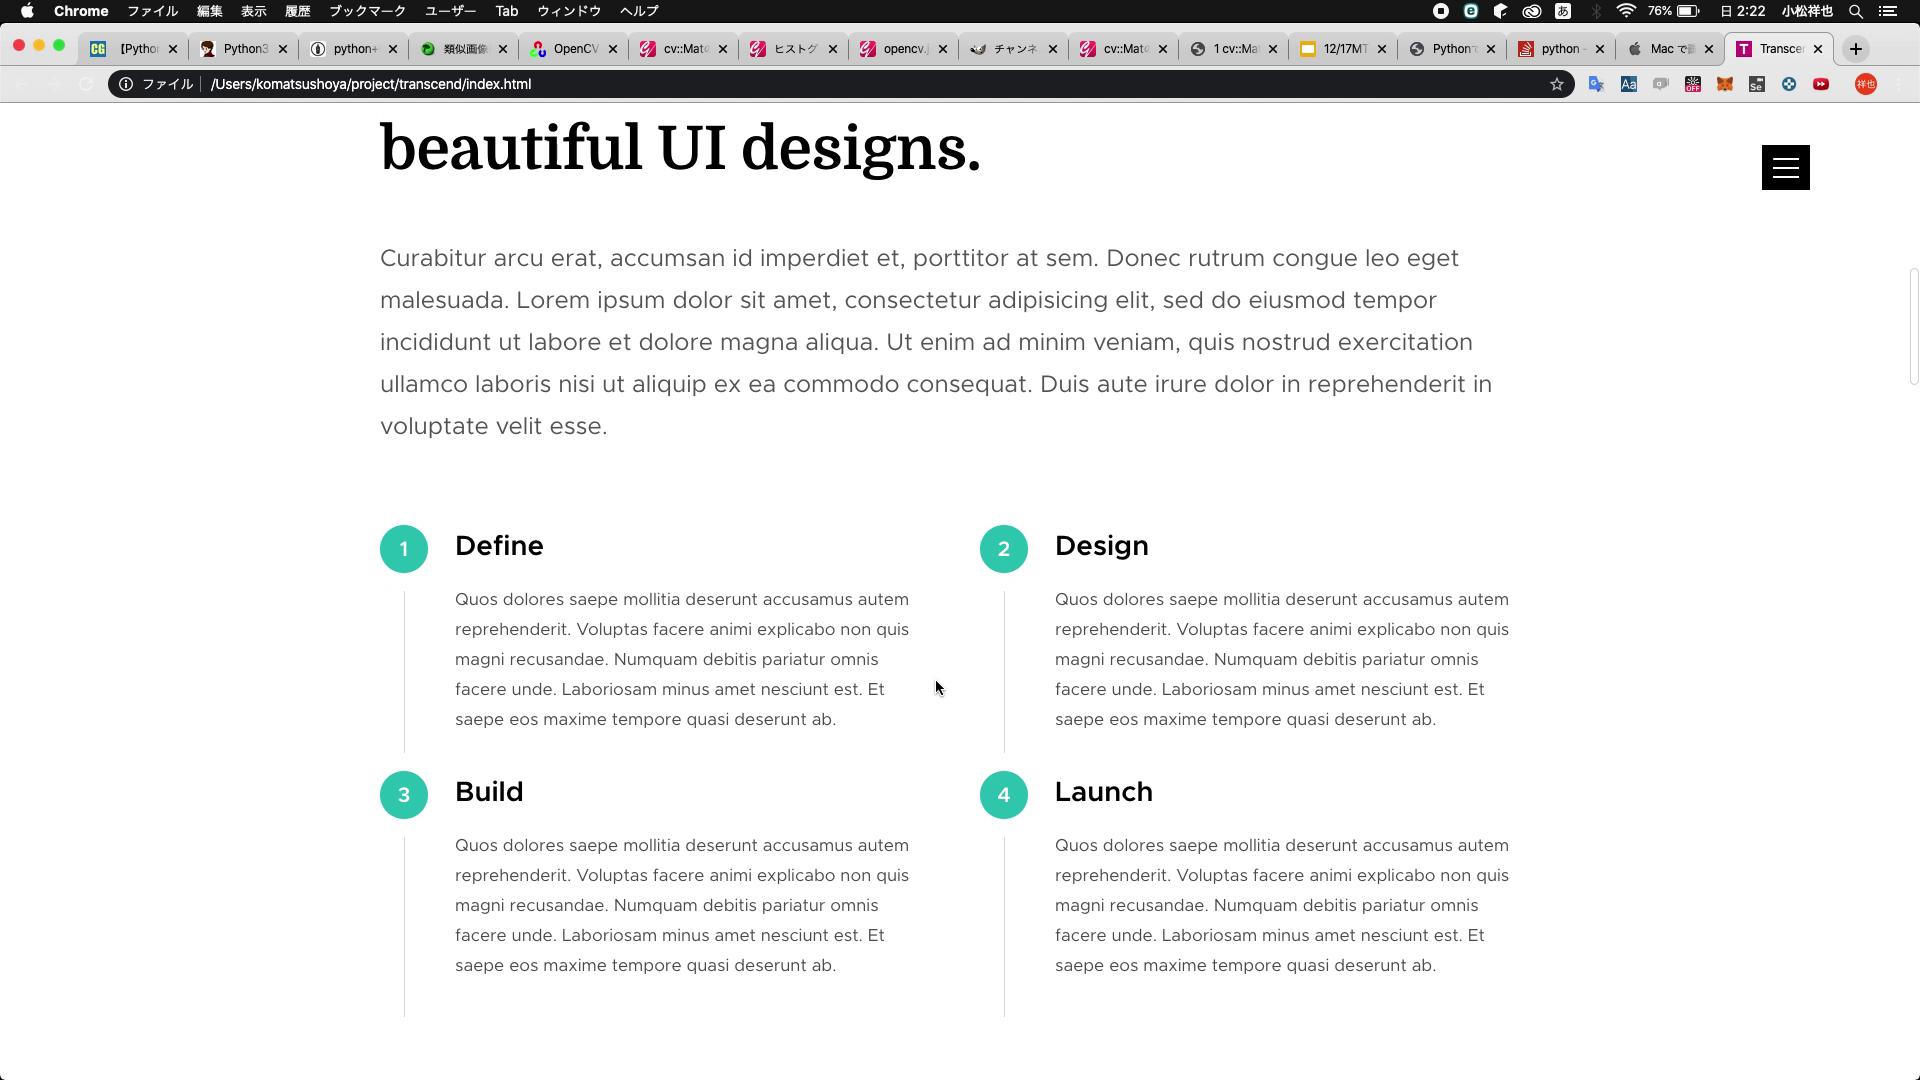 Chrome ファイル 編集 表示 履歴 ブックマーク ユーザー Tab ウィンドウ ヘルプ あ 76% 日 2:22 小松祥也
CG 【Pytho Python3 python+ 類似画像 OpenCV cv::Mat ヒストグ opencv. チャンネ cv::Mat 1 cv::Ma 12/17MT Python python - Mac で T Transce
ファイル /Users/komatsushoya/project/transcend/index.html Aa OFF Se 祥也
beautiful UI designs.
Curabitur arcu erat, accumsan id imperdiet et, porttitor at sem. Donec rutrum congue leo eget
malesuada. Lorem ipsum dolor sit amet, consectetur adipisicing elit, sed do eiusmod tempor
incididunt ut labore et dolore magna aliqua. Ut enim ad minim veniam, quis nostrud exercitation
ullamco laboris nisi ut aliquip ex ea commodo consequat. Duis aute irure dolor in reprehenderit in
voluptate velit esse.
1 Define
Quos dolores saepe mollitia deserunt accusamus autem
reprehenderit. Voluptas facere animi explicabo non quis
magni recusandae. Numquam debitis pariatur omnis
facere unde. Laboriosam minus amet nesciunt est. Et
saepe eos maxime tempore quasi deserunt ab.
2 Design
Quos dolores saepe mollitia deserunt accusamus autem
reprehenderit. Voluptas facere animi explicabo non quis
magni recusandae. Numquam debitis pariatur omnis
facere unde. Laboriosam minus amet nesciunt est. Et
saepe eos maxime tempore quasi deserunt ab.
3 Build
Quos dolores saepe mollitia deserunt accusamus autem
reprehenderit. Voluptas facere animi explicabo non quis
magni recusandae. Numquam debitis pariatur omnis
facere unde. Laboriosam minus amet nesciunt est. Et
saepe eos maxime tempore quasi deserunt ab.
4 Launch
Quos dolores saepe mollitia deserunt accusamus autem
reprehenderit. Voluptas facere animi explicabo non quis
magni recusandae. Numquam debitis pariatur omnis
facere unde. Laboriosam minus amet nesciunt est. Et
saepe eos maxime tempore quasi deserunt ab.